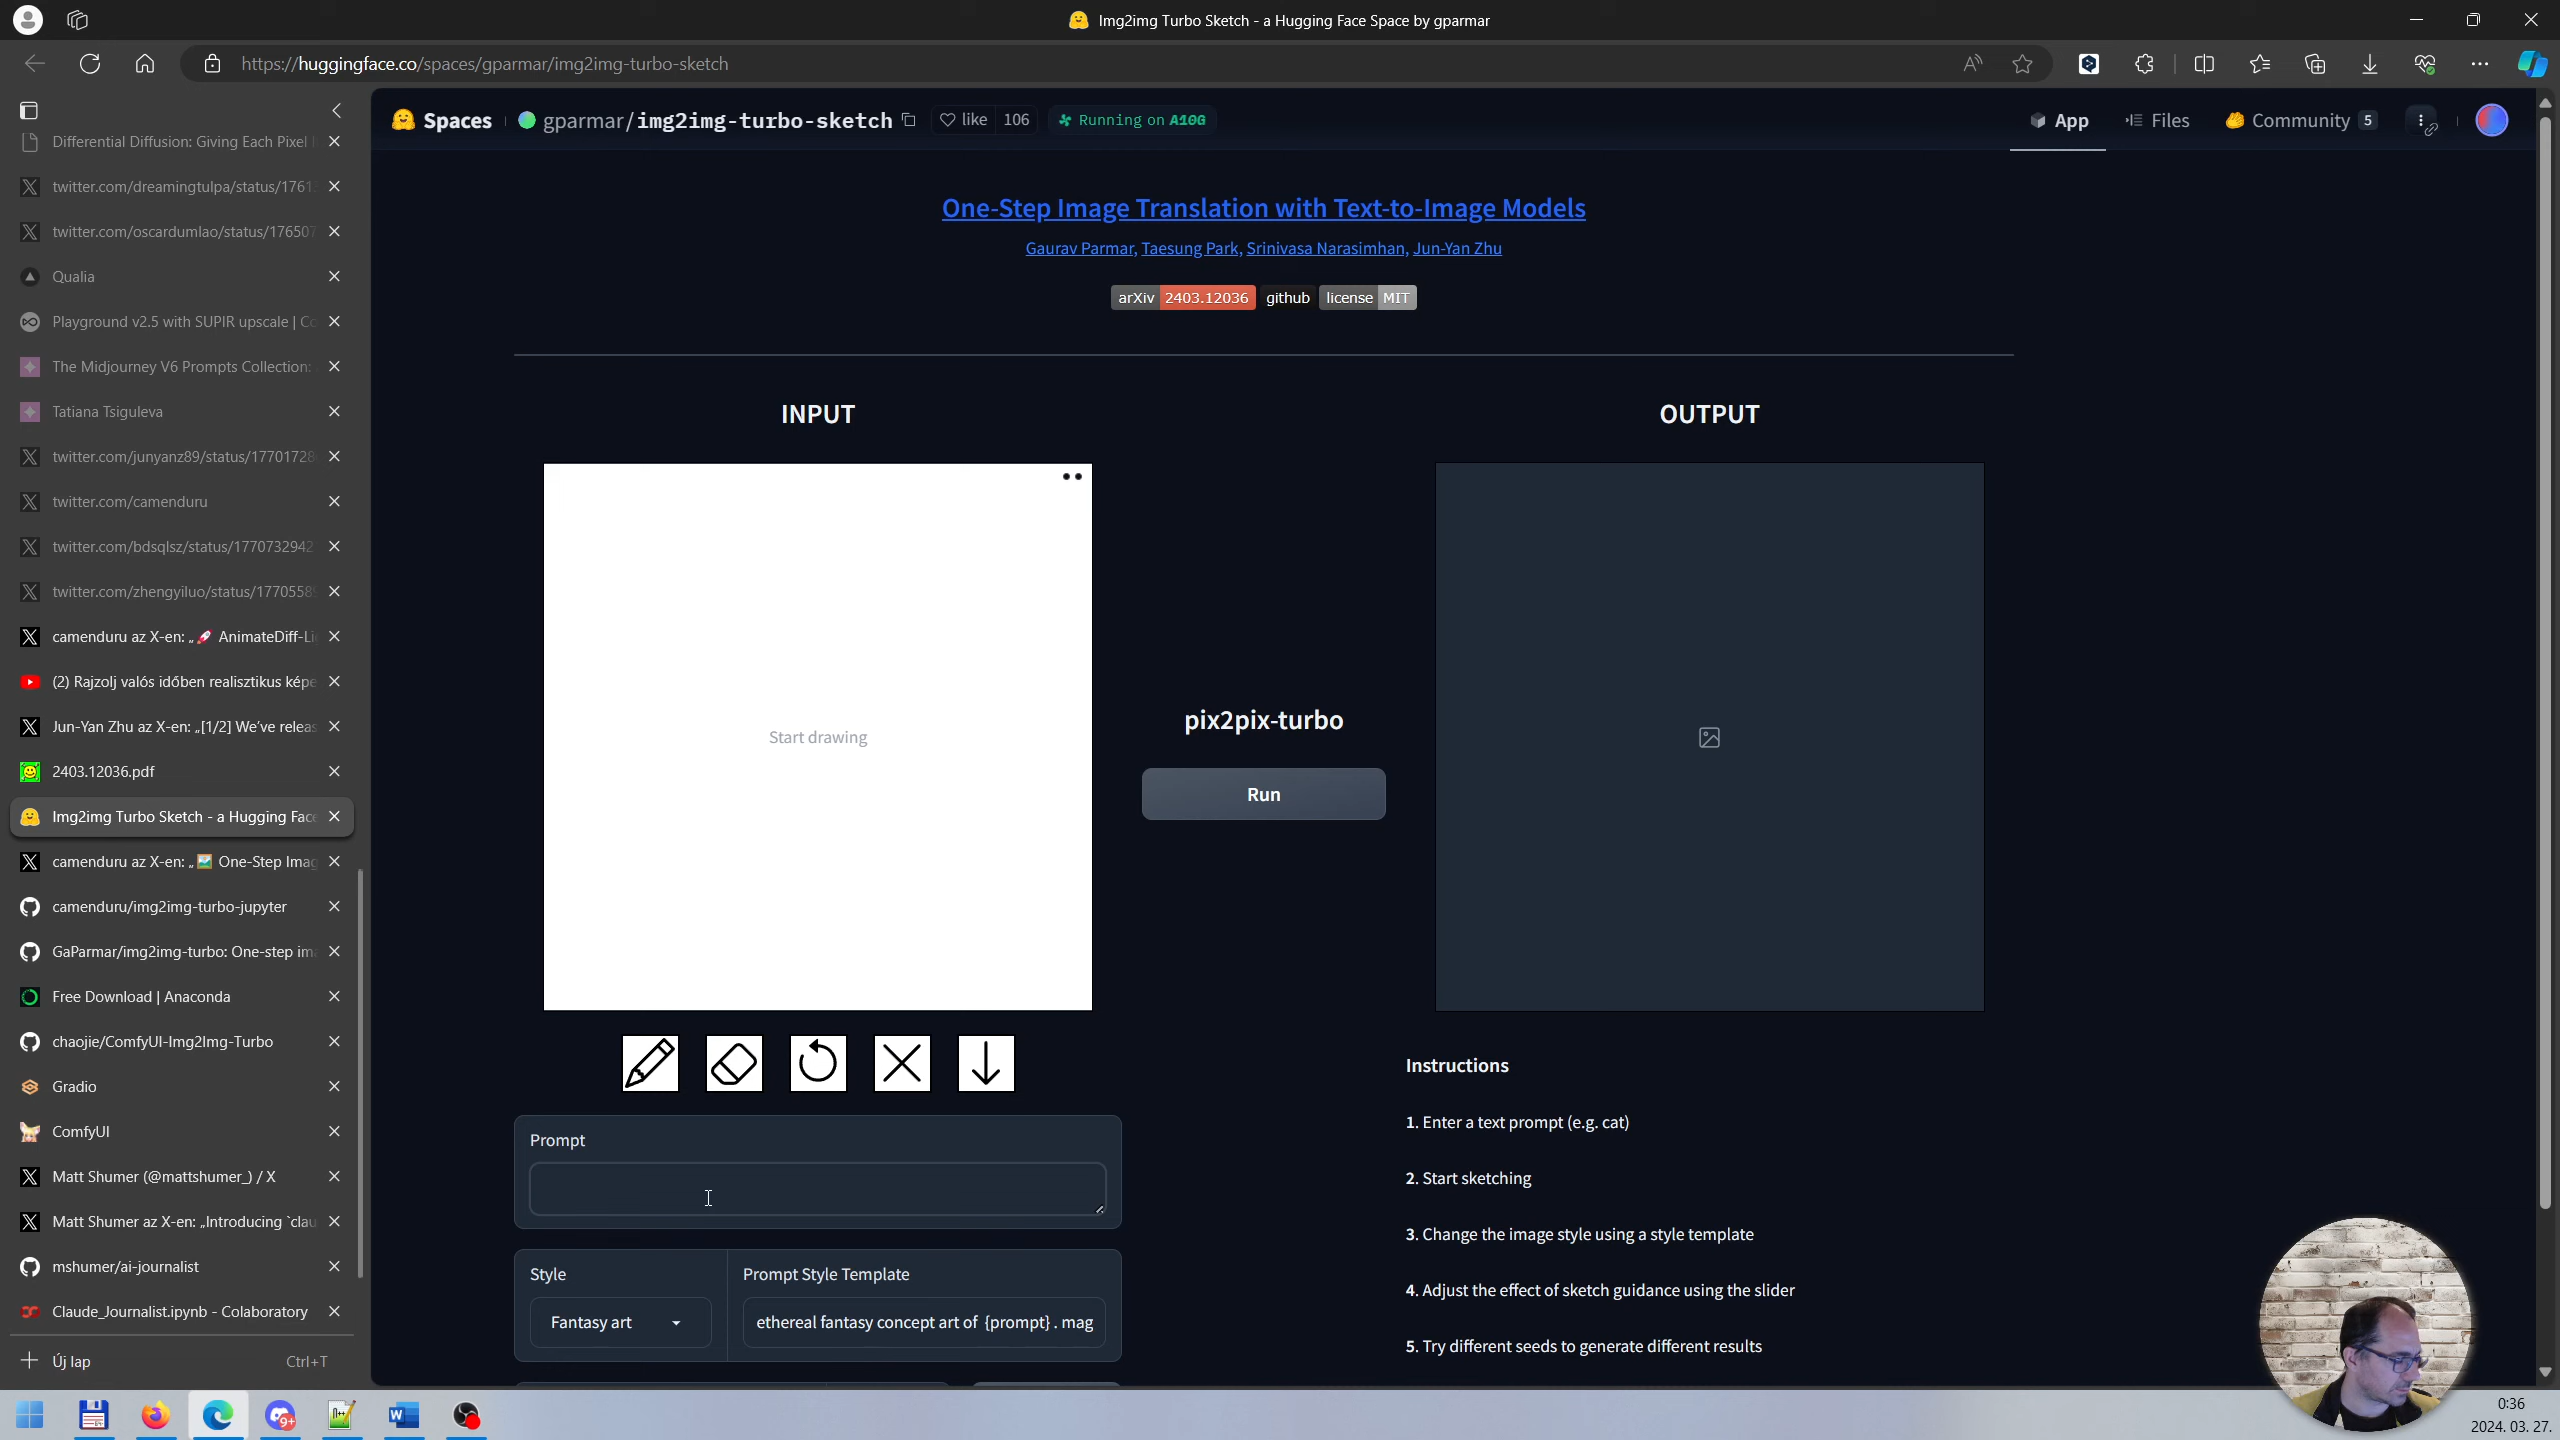 Img2img Turbo Sketch - a Hugging Face Space by gparmar
https://huggingface.co/spaces/gparmar/img2img-turbo-sketch
Differential Diffusion: Giving Each Pixel
twitter.com/dreamingtulpa/status/1761
twitter.com/oscardumlao/status/176507
Qualia
Playground v2.5 with SUPIR upscale | Co
The Midjourney V6 Prompts Collection:
Tatiana Tsiguleva
twitter.com/junyanz89/status/1770172
twitter.com/camenduru
twitter.com/bdsqlsz/status/1770732942
twitter.com/zhengyiluo/status/1770558
camenduru az X-en: „🚀 AnimateDiff-Li
(2) Rajzolj valós időben realisztikus képe
Jun-Yan Zhu az X-en: „[1/2] We've releas
2403.12036.pdf
Img2img Turbo Sketch - a Hugging Face
camenduru az X-en: „🖼️ One-Step Imag
camenduru/img2img-turbo-jupyter
GaParmar/img2img-turbo: One-step im
Free Download | Anaconda
chaojie/ComfyUI-Img2Img-Turbo
Gradio
ComfyUI
Matt Shumer (@mattshumer_) / X
Matt Shumer az X-en: „Introducing `clau
mshumer/ai-journalist
Claude_Journalist.ipynb - Colaboratory
Új lap Ctrl+T
Spaces gparmar/img2img-turbo-sketch like 106 Running on A10G
App Files Community 5
One-Step Image Translation with Text-to-Image Models
Gaurav Parmar, Taesung Park, Srinivasa Narasimhan, Jun-Yan Zhu
arXiv 2403.12036 github license MIT
INPUT
OUTPUT
Start drawing
pix2pix-turbo
Run
Prompt
Style
Fantasy art
Prompt Style Template
ethereal fantasy concept art of {prompt} . mag
Instructions
1. Enter a text prompt (e.g. cat)
2. Start sketching
3. Change the image style using a style template
4. Adjust the effect of sketch guidance using the slider
5. Try different seeds to generate different results
9+
0:36
2024. 03. 27.